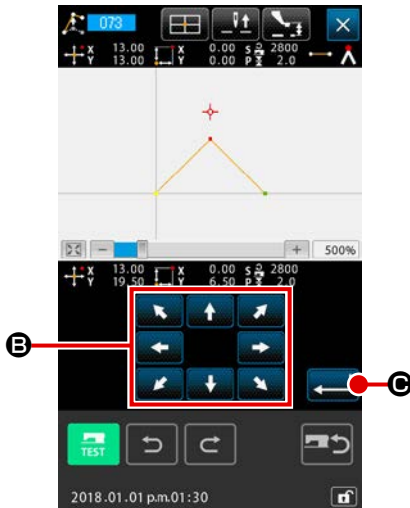 073
X 13.00 X 0.00 S 2800
Y 13.00 Y 0.00 P 2.0
− + 500%
X 13.00 X 0.00 S 2800
Y 19.50 Y 6.50 P 2.0
B
C
TEST
2018.01.01 p.m.01:30